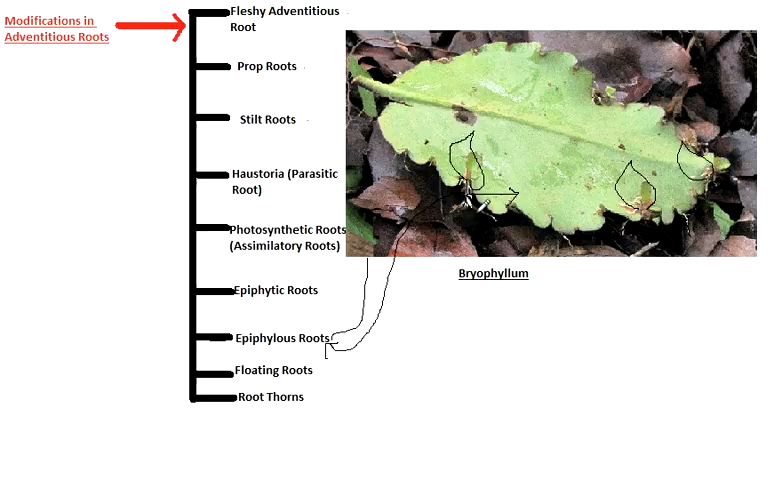 Modifications in
Adventitious Roots
Fleshy Adventitious
Root
Prop Roots
Stilt Roots
Haustoria (Parasitic
Root)
Photosynthetic Roots
(Assimilatory Roots)
Epiphytic Roots
Epiphylous Roots
Floating Roots
Root Thorns
Bryophyllum